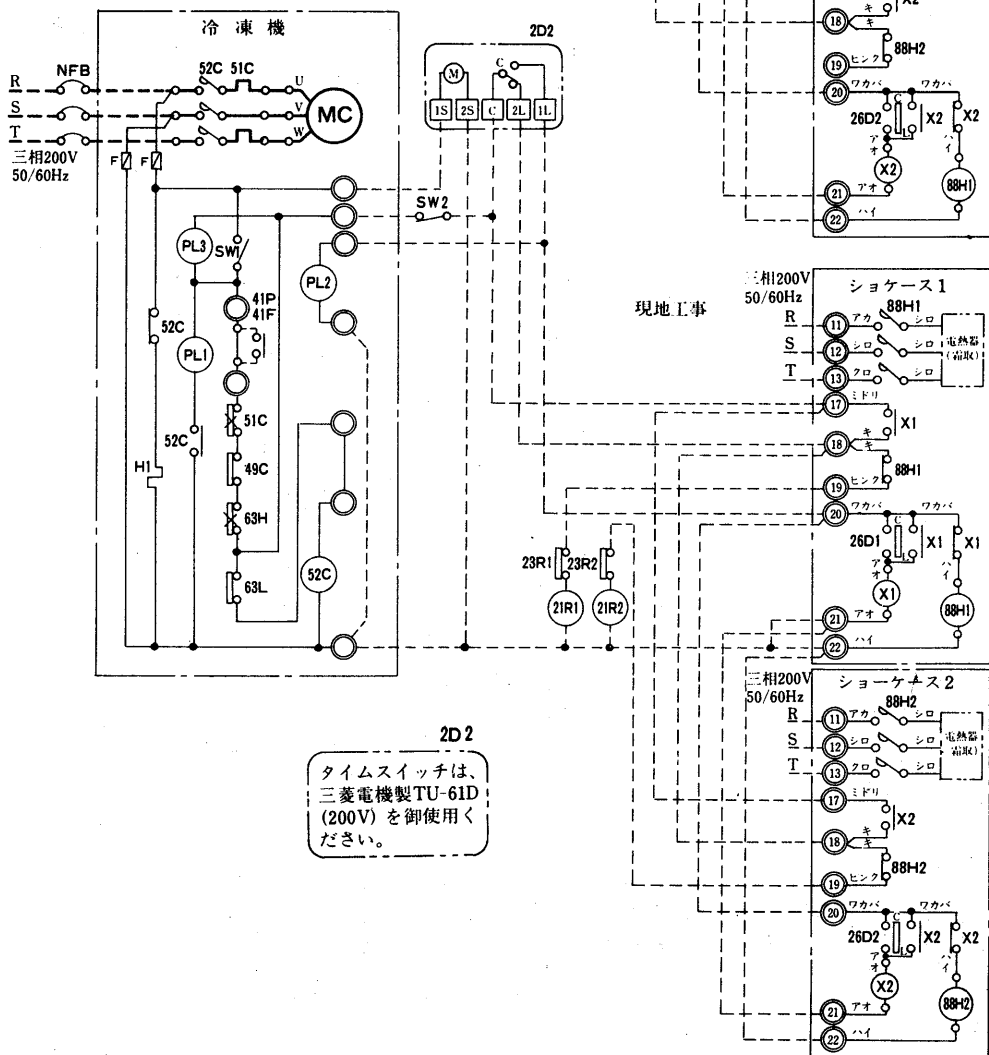 冷凍機
NFB
R
S
T
三相200V
50/60Hz
F
F
52C
51C
U
V
W
MC
2D2
M
C
1S
2S
C
2L
1L
SW2
PL3
SW1
PL2
41P
41F
52C
PL1
51C
52C
49C
H1
63H
52C
63L
23R1
23R2
21R1
21R2
2D2
タイムスイッチは、
三菱電機製TU-61D
(200V)を御使用く
ださい。
現地工事
X2
18
キ
キ
88H2
19
ヒンク
20
ワカバ
ワカバ
26D2
C
L
X2
X2
アオ
ハイ
X2
88H1
21
アオ
22
ハイ
三相200V
50/60Hz
ショケース1
88H1
R
11
アカ
シロ
S
12
シロ
シロ
T
13
クロ
シロ
電熱器
(霜取)
17
ミドリ
X1
18
キ
キ
88H1
19
ヒンク
20
ワカバ
ワカバ
26D1
C
L
X1
X1
アオ
ハイ
X1
88H1
21
アオ
22
ハイ
三相200V
50/60Hz
ショーケース2
88H2
R
11
アカ
シロ
S
12
シロ
シロ
T
13
クロ
シロ
電熱器
霜取)
17
ミドリ
X2
18
キ
キ
88H2
19
ヒンク
20
ワカバ
ワカバ
26D2
C
L
X2
X2
アオ
ハイ
X2
88H2
21
アオ
22
ハイ